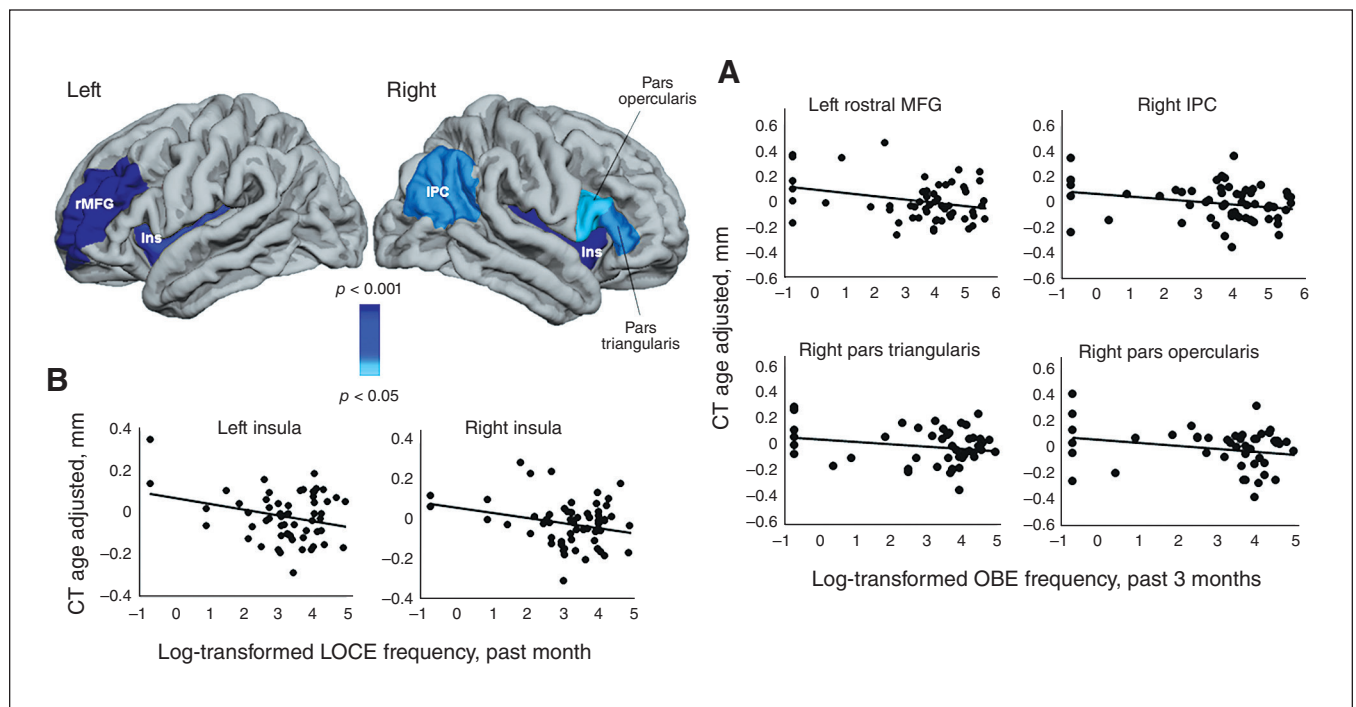 Left
Right
Pars
opercularis
rMFG
Ins
IPC
Ins
Pars
triangularis
p < 0.001
p < 0.05
A
Left rostral MFG
Right IPC
CT age adjusted, mm
0.6
0.4
0.2
0
–0.2
–0.4
–0.6
–1 0 1 2 3 4 5 6
0.6
0.4
0.2
0
–0.2
–0.4
–0.6
–1 0 1 2 3 4 5 6
Right pars triangularis
Right pars opercularis
0.6
0.4
0.2
0
–0.2
–0.4
–0.6
–1 0 1 2 3 4 5
0.6
0.4
0.2
0
–0.2
–0.4
–0.6
–1 0 1 2 3 4 5
Log-transformed OBE frequency, past 3 months
B
Left insula
Right insula
CT age adjusted, mm
0.4
0.2
0
–0.2
–0.4
–1 0 1 2 3 4 5
0.4
0.2
0
–0.2
–0.4
–1 0 1 2 3 4 5
Log-transformed LOCE frequency, past month